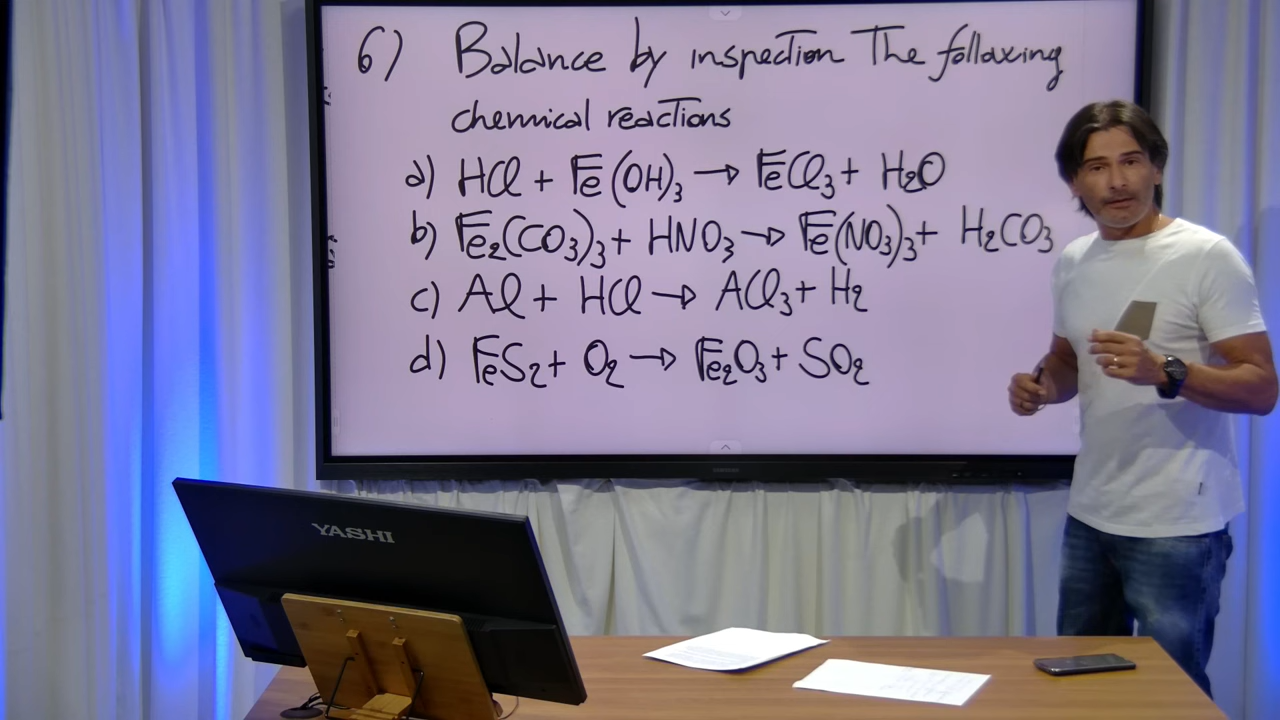 6) Balance by inspection The following
chemical reactions
a) HCl + Fe(OH)₃ → FeCl₃ + H₂O
b) Fe₂(CO₃)₃ + HNO₃ → Fe(NO₃)₃ + H₂CO₃
c) Al + HCl → ACl₃ + H₂
d) FeS₂ + O₂ → Fe₂O₃ + SO₂
YASHI